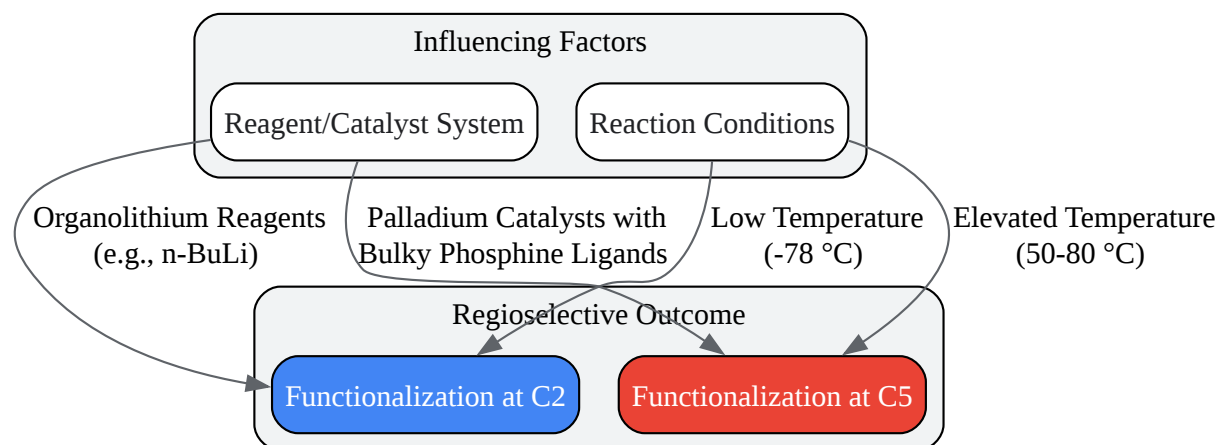 Influencing Factors
Reagent/Catalyst System
Reaction Conditions
Organolithium Reagents
(e.g., n-BuLi)
Palladium Catalysts with
Bulky Phosphine Ligands
Low Temperature
(-78 °C)
Elevated Temperature
(50-80 °C)
Regioselective Outcome
Functionalization at C2
Functionalization at C5